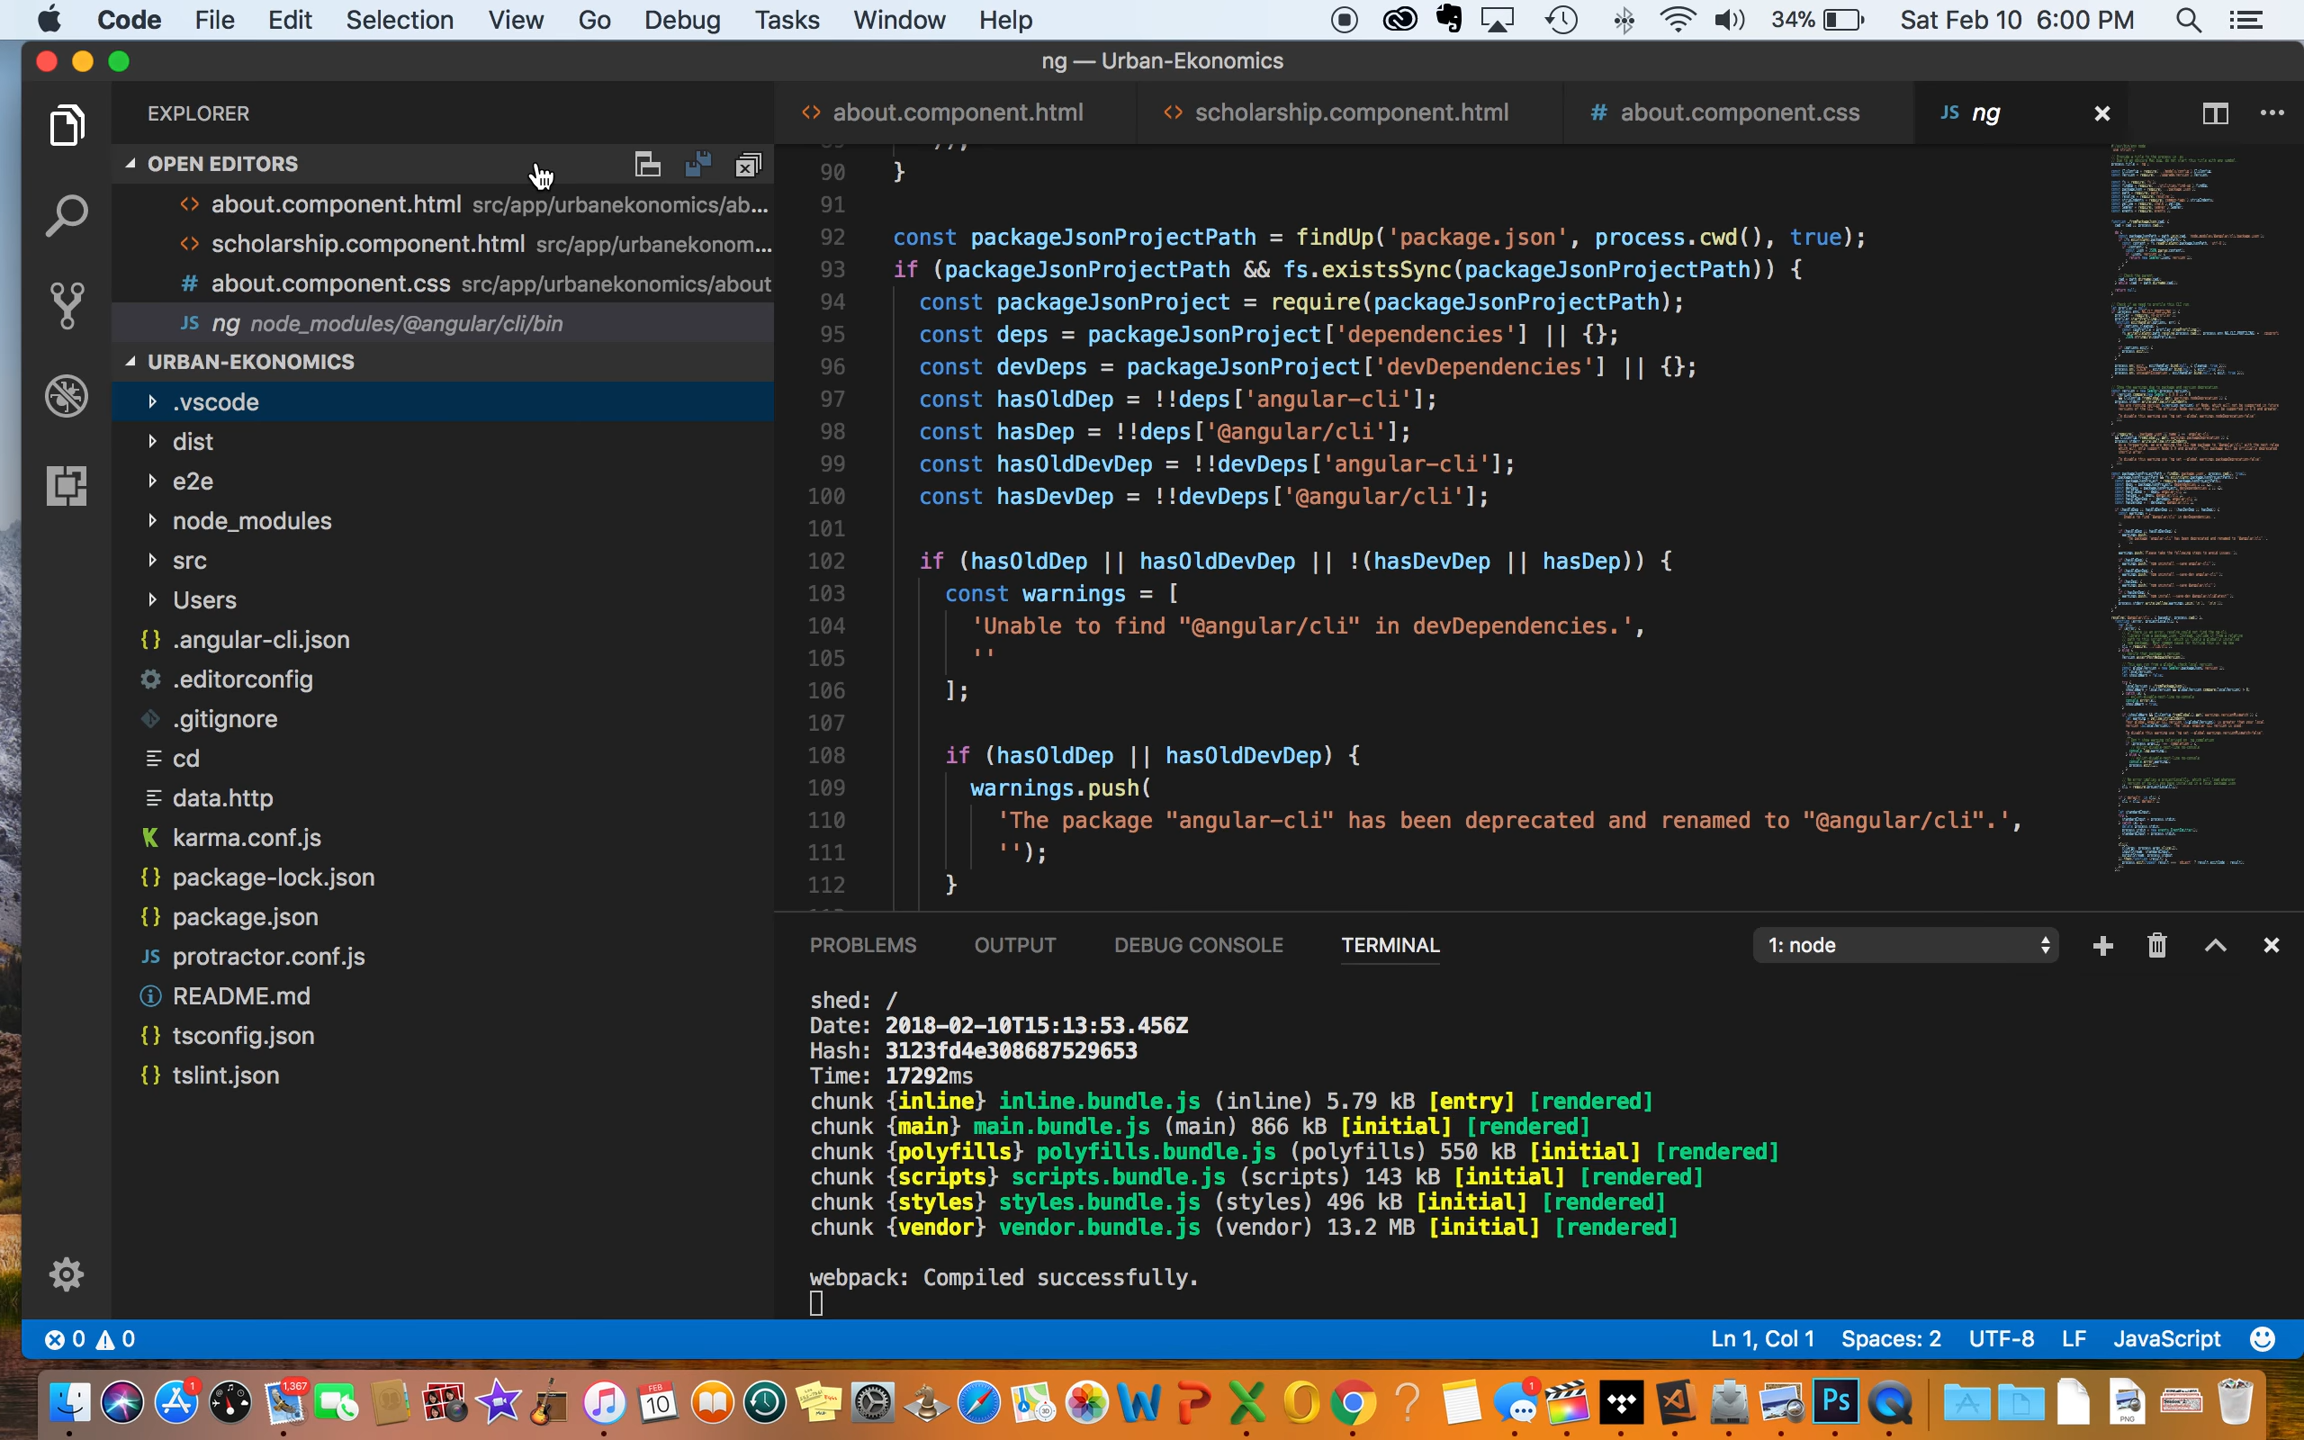 Code File Edit Selection View Go Debug Tasks Window Help 34% Sat Feb 10 6:00 PM
ng — Urban-Ekonomics
EXPLORER
OPEN EDITORS
<> about.component.html src/app/urbanekonomics/ab...
<> scholarship.component.html src/app/urbanekonom...
# about.component.css src/app/urbanekonomics/about
JS ng node_modules/@angular/cli/bin
URBAN-EKONOMICS
.vscode
dist
e2e
node_modules
src
Users
{} .angular-cli.json
.editorconfig
.gitignore
cd
data.http
karma.conf.js
{} package-lock.json
{} package.json
JS protractor.conf.js
README.md
{} tsconfig.json
{} tslint.json
<> about.component.html <> scholarship.component.html # about.component.css JS ng
90 }
91
92 const packageJsonProjectPath = findUp('package.json', process.cwd(), true);
93 if (packageJsonProjectPath && fs.existsSync(packageJsonProjectPath)) {
94 const packageJsonProject = require(packageJsonProjectPath);
95 const deps = packageJsonProject['dependencies'] || {};
96 const devDeps = packageJsonProject['devDependencies'] || {};
97 const hasOldDep = !!deps['angular-cli'];
98 const hasDep = !!deps['@angular/cli'];
99 const hasOldDevDep = !!devDeps['angular-cli'];
100 const hasDevDep = !!devDeps['@angular/cli'];
101
102 if (hasOldDep || hasOldDevDep || !(hasDevDep || hasDep)) {
103 const warnings = [
104 'Unable to find "@angular/cli" in devDependencies.',
105 ''
106 ];
107
108 if (hasOldDep || hasOldDevDep) {
109 warnings.push(
110 'The package "angular-cli" has been deprecated and renamed to "@angular/cli".',
111 '');
112 }
PROBLEMS OUTPUT DEBUG CONSOLE TERMINAL 1: node
shed: /
Date: 2018-02-10T15:13:53.456Z
Hash: 3123fd4e308687529653
Time: 17292ms
chunk {inline} inline.bundle.js (inline) 5.79 kB [entry] [rendered]
chunk {main} main.bundle.js (main) 866 kB [initial] [rendered]
chunk {polyfills} polyfills.bundle.js (polyfills) 550 kB [initial] [rendered]
chunk {scripts} scripts.bundle.js (scripts) 143 kB [initial] [rendered]
chunk {styles} styles.bundle.js (styles) 496 kB [initial] [rendered]
chunk {vendor} vendor.bundle.js (vendor) 13.2 MB [initial] [rendered]
webpack: Compiled successfully.
0 0 Ln 1, Col 1 Spaces: 2 UTF-8 LF JavaScript
1 1,367 FEB 10 1 Ps PNG